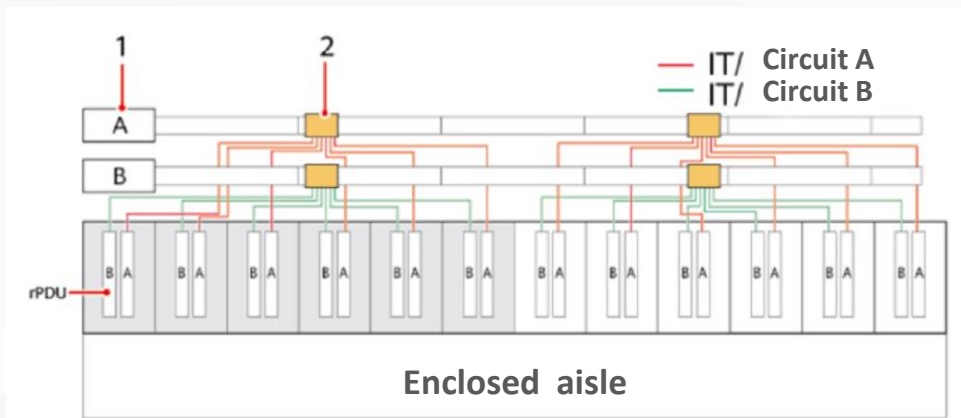 1
2
IT/ Circuit A
IT/ Circuit B
A
B
B A B A B A B A B A B A B A B A B A B A B A B A
rPDU
Enclosed aisle